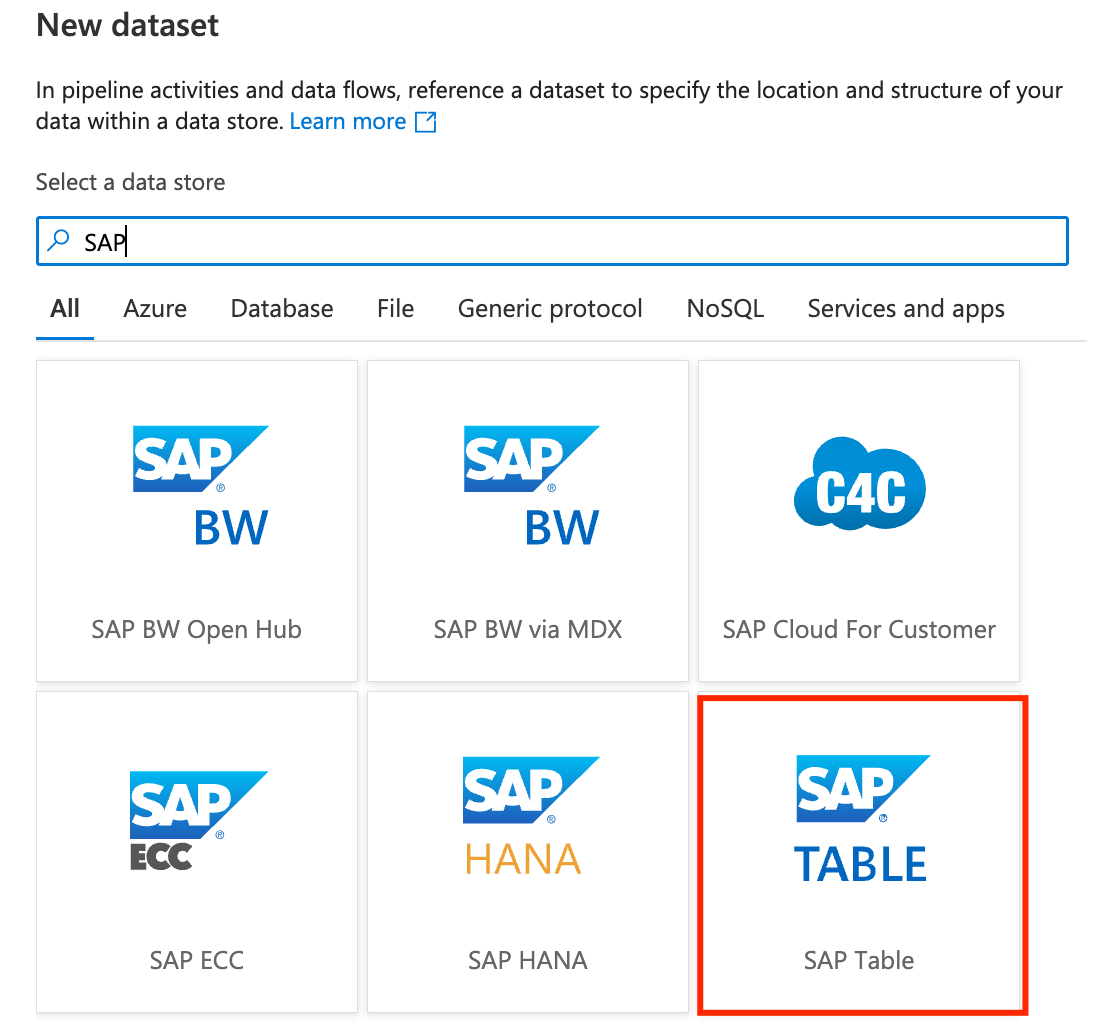 New dataset
In pipeline activities and data flows, reference a dataset to specify the location and structure of your
data within a data store. Learn more
Select a data store
SAP
All Azure Database File Generic protocol NoSQL Services and apps
SAP® BW
SAP® BW
C4C
SAP BW Open Hub
SAP BW via MDX
SAP Cloud For Customer
SAP® ECC
SAP® HANA
SAP® TABLE
SAP ECC
SAP HANA
SAP Table